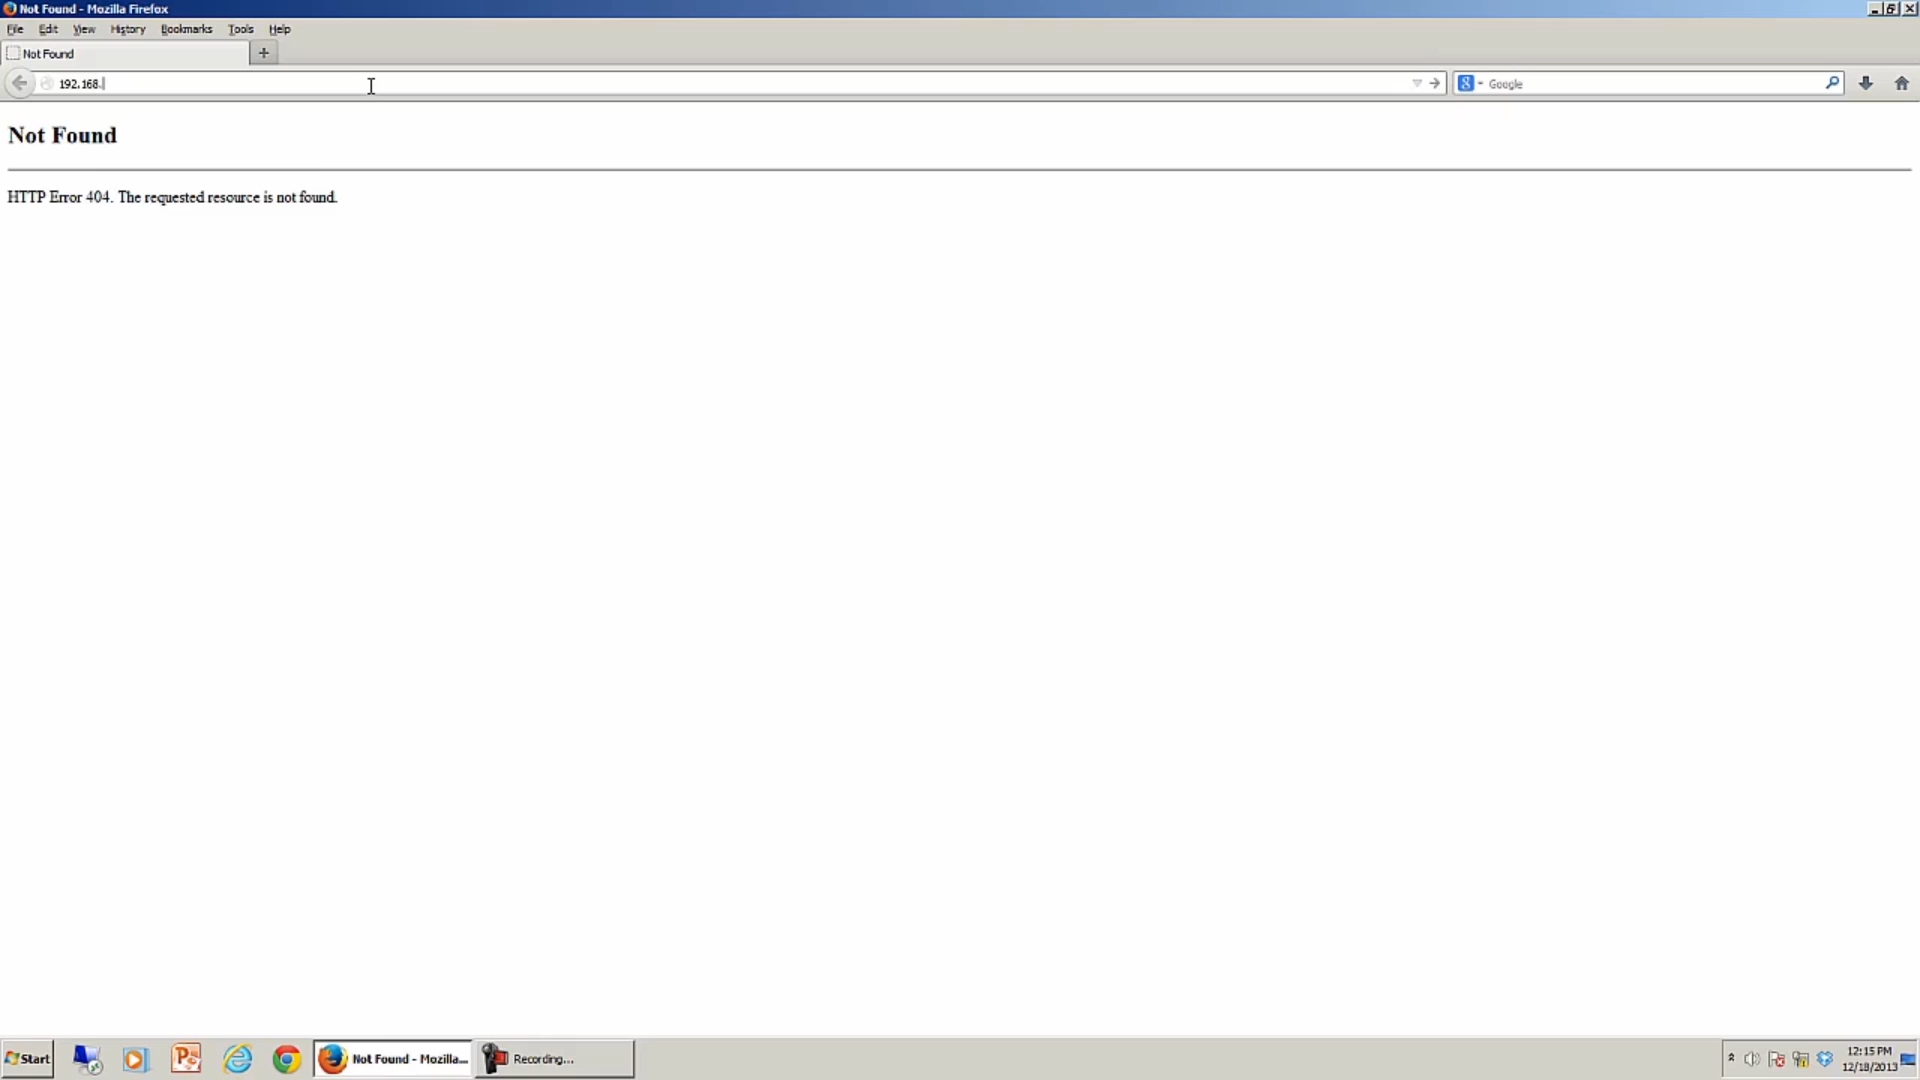 Not Found - Mozilla Firefox
File Edit View History Bookmarks Tools Help
Not Found +
192.168. Google
Not Found
HTTP Error 404. The requested resource is not found.
Start Not Found - Mozilla... Recording...
12:15 PM
12/18/2013